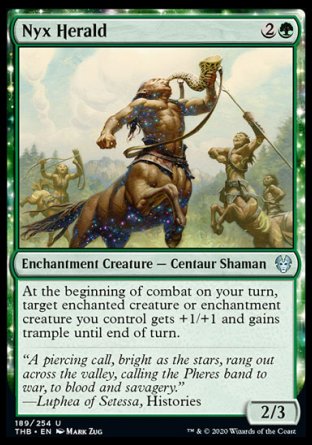 Nyx Herald 2
Enchantment Creature — Centaur Shaman
At the beginning of combat on your turn,
target enchanted creature or enchantment
creature you control gets +1/+1 and gains
trample until end of turn.
“A piercing call, bright as the stars, rang out
across the valley, calling the Pheres band to
war, to blood and savagery.”
—Luphea of Setessa, Histories
2/3
189/254 U
THB • EN MARK ZUG
™ & © 2020 Wizards of the Coast